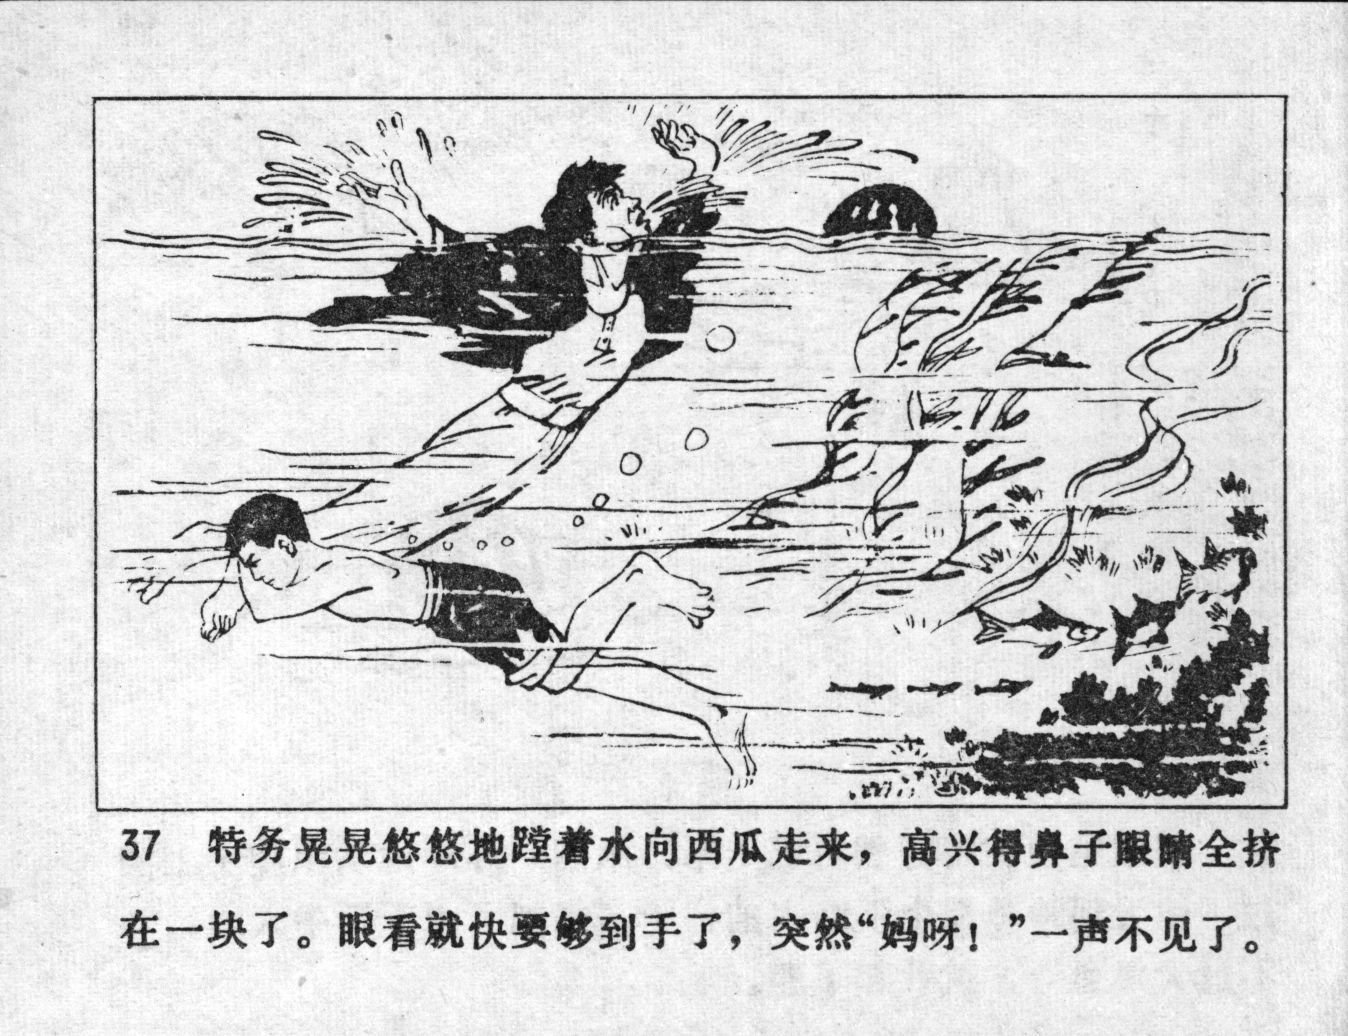 37 特务晃晃悠悠地蹚着水向西瓜走来，高兴得鼻子眼睛全挤
在一块了。眼看就快要够到手了，突然“妈呀！”一声不见了。